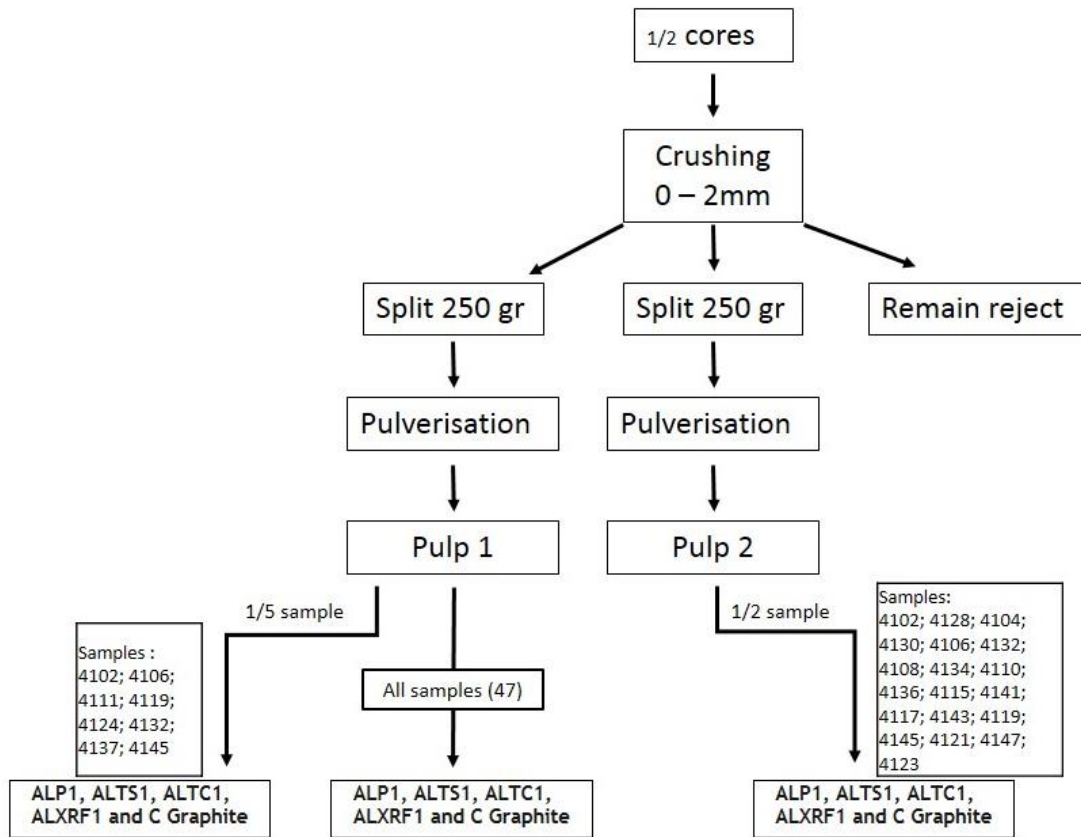 1/2 cores
Crushing
0 – 2mm
Split 250 gr
Split 250 gr
Remain reject
Pulverisation
Pulverisation
Pulp 1
Pulp 2
1/5 sample
1/2 sample
Samples :
4102; 4106;
4111; 4119;
4124; 4132;
4137; 4145
All samples (47)
Samples:
4102; 4128; 4104;
4130; 4106; 4132;
4108; 4134; 4110;
4136; 4115; 4141;
4117; 4143; 4119;
4145; 4121; 4147;
4123
ALP1, ALTS1, ALTC1,
ALXRF1 and C Graphite
ALP1, ALTS1, ALTC1,
ALXRF1 and C Graphite
ALP1, ALTS1, ALTC1,
ALXRF1 and C Graphite